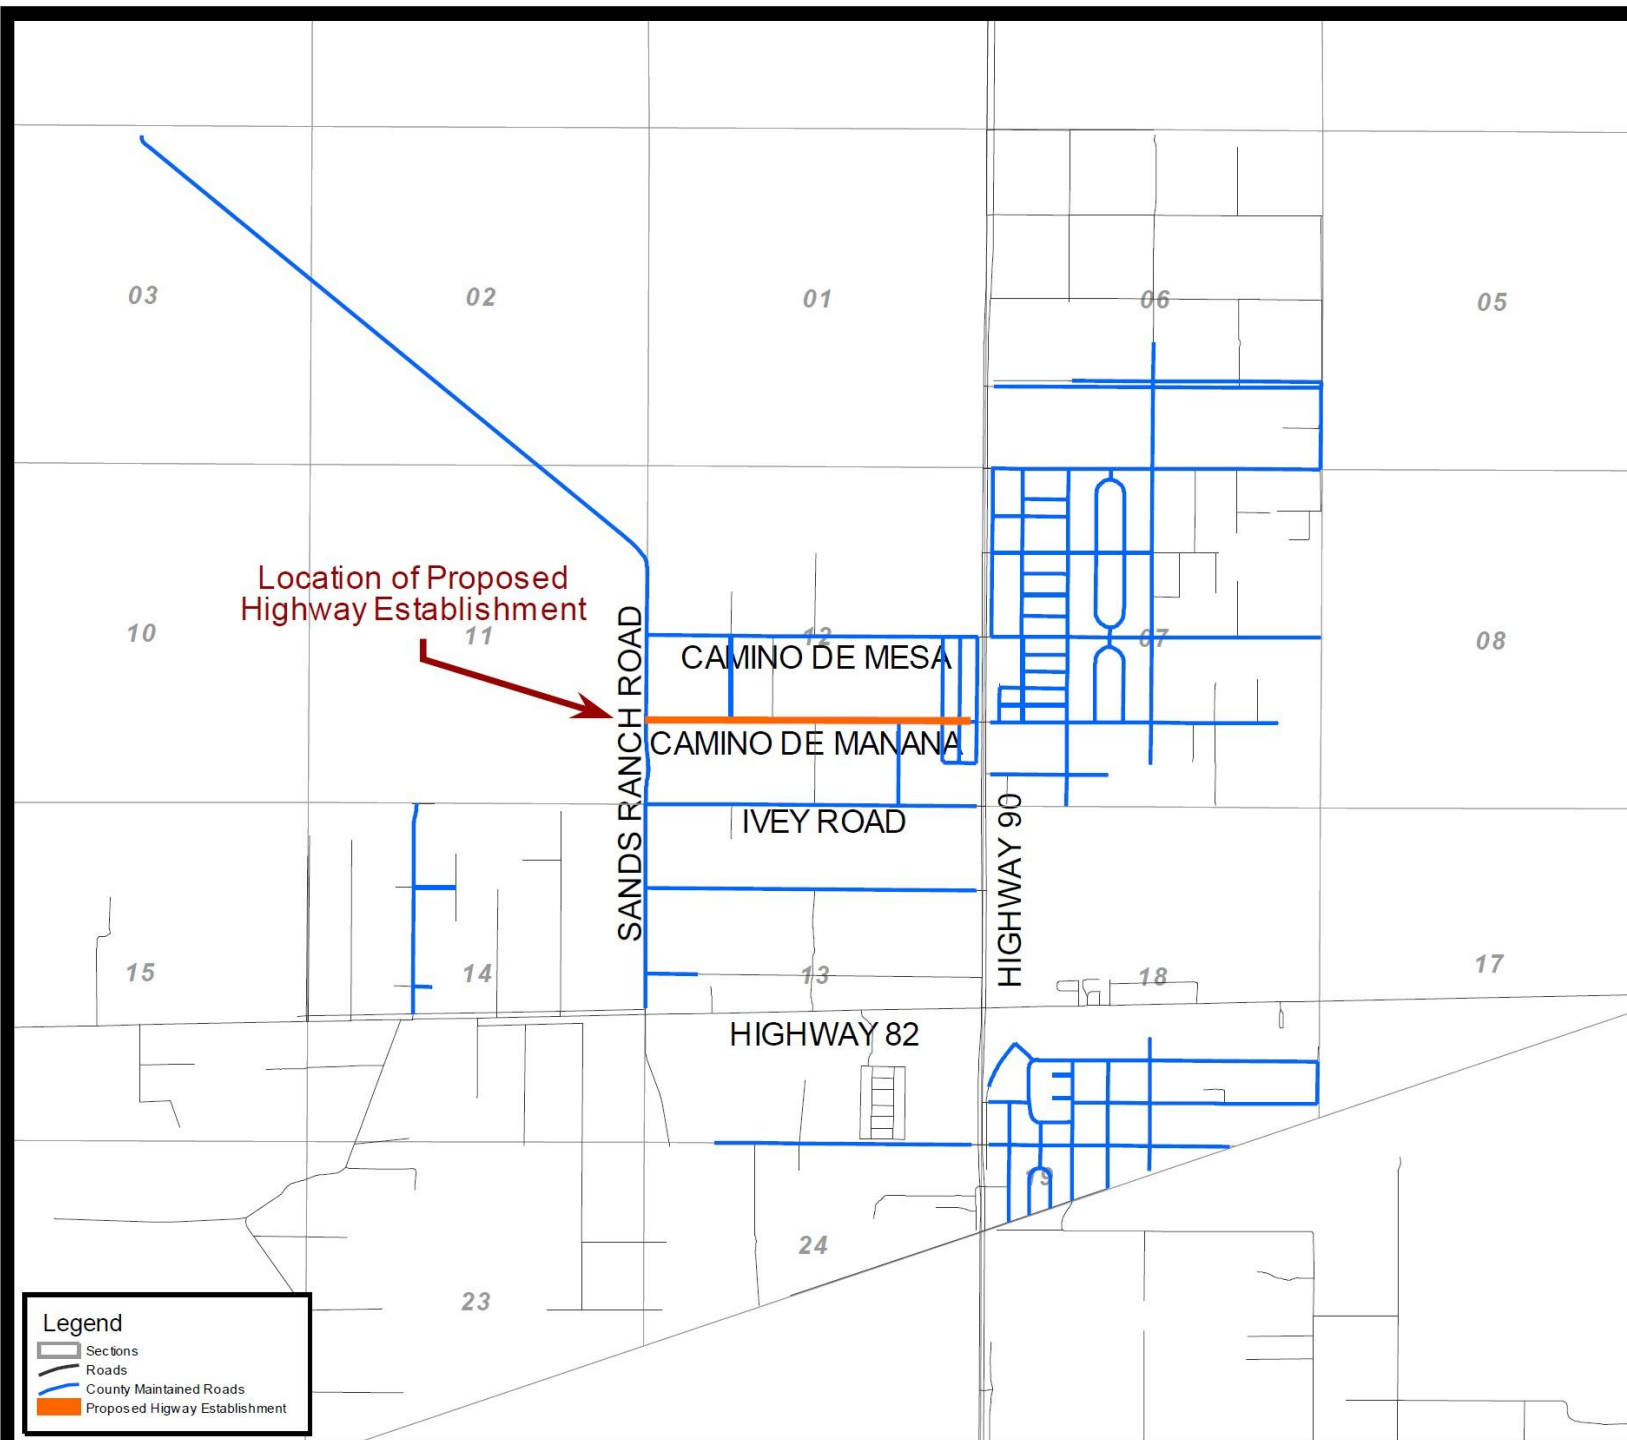 03
02
01
06
05
Location of Proposed
Highway Establishment
10
11
12
07
08
SANDS RANCH ROAD
CAMINO DE MESA
CAMINO DE MANANA
IVEY ROAD
HIGHWAY 90
15
14
13
18
17
HIGHWAY 82
19
24
23
Legend
Sections
Roads
County Maintained Roads
Proposed Higway Establishment